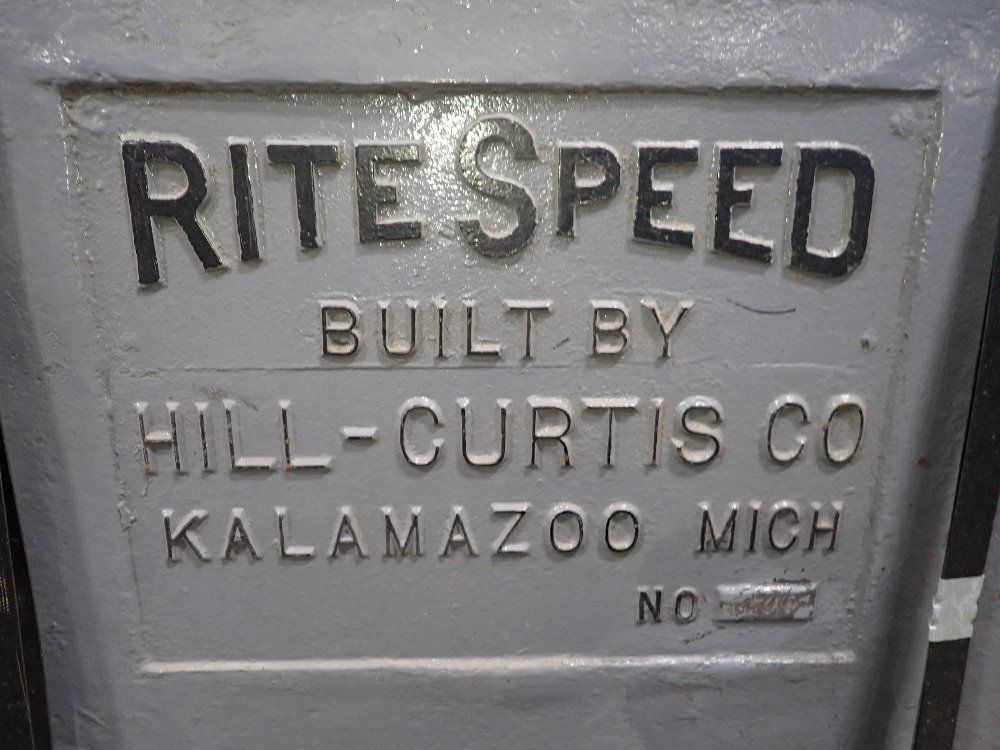 RITESPEED
BUILT BY
HILL-CURTIS CO
KALAMAZOO MICH
NO